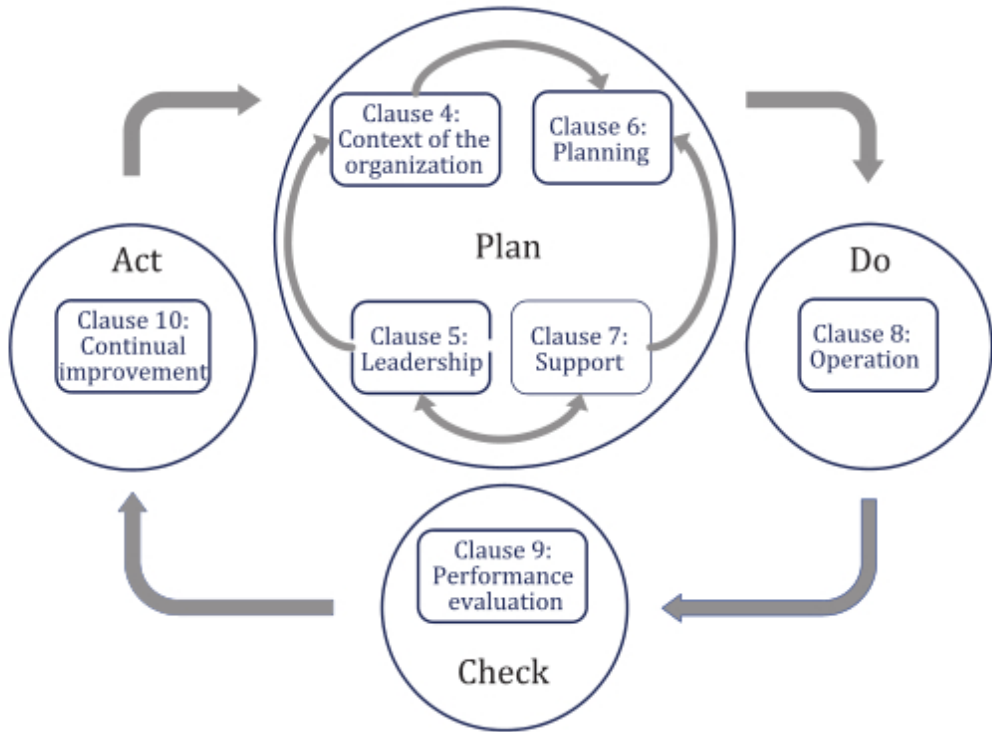 Clause 4:
Context of the
organization
Clause 6:
Planning
Plan
Clause 5:
Leadership
Clause 7:
Support
Do
Clause 8:
Operation
Clause 9:
Performance
evaluation
Check
Act
Clause 10:
Continual
improvement